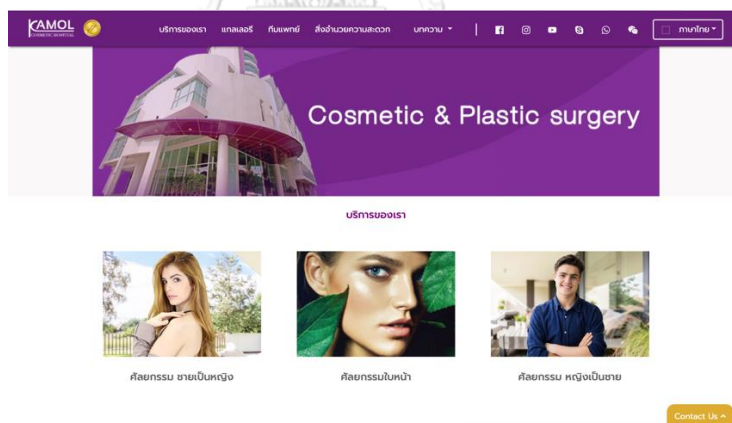 KAMOL
บริการของเรา แกลเลอรี ทีมแพทย์ สิ่งอำนวยความสะดวก บทความ ภาษาไทย
Cosmetic & Plastic surgery
บริการของเรา
ศัลยกรรม ชายเป็นหญิง ศัลยกรรมใบหน้า ศัลยกรรม หญิงเป็นชาย
Contact Us